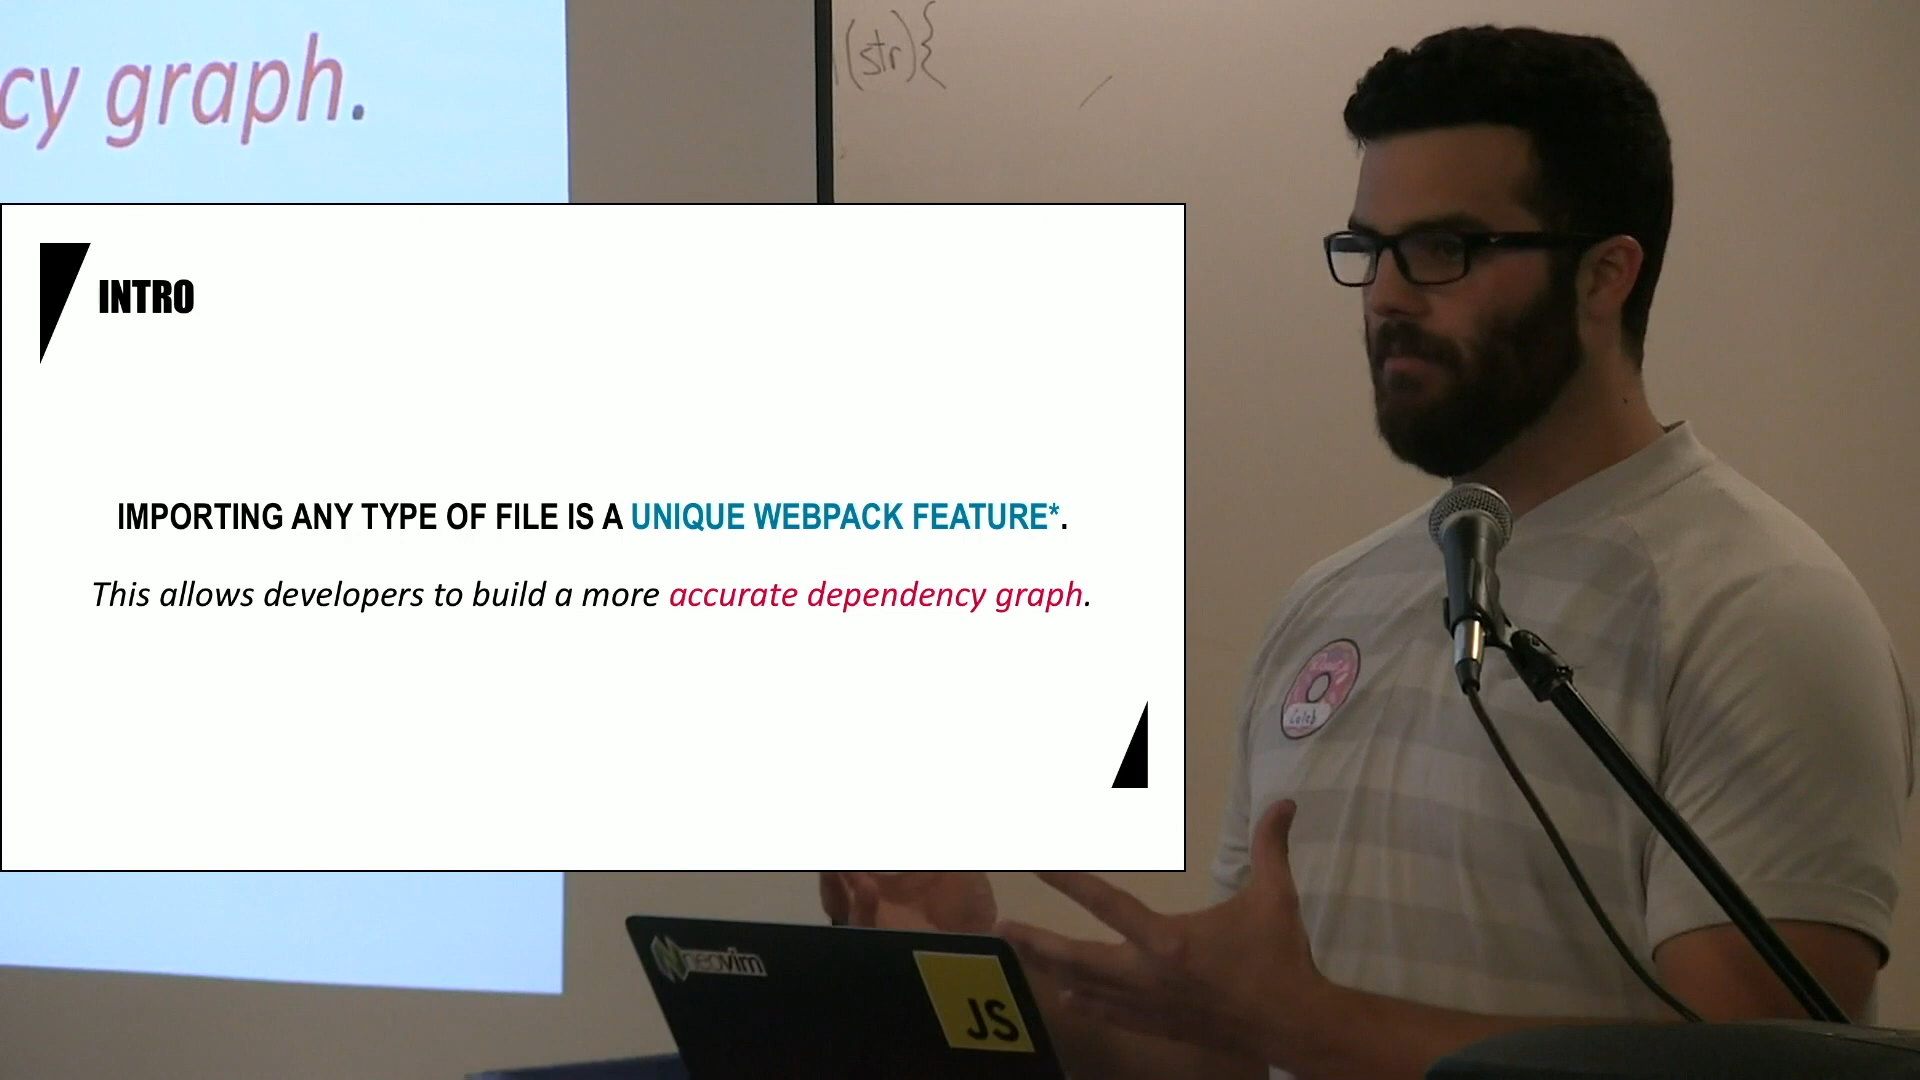 cy graph.
(str){
INTRO
IMPORTING ANY TYPE OF FILE IS A UNIQUE WEBPACK FEATURE*.
This allows developers to build a more accurate dependency graph.
Caleb
neovim
JS